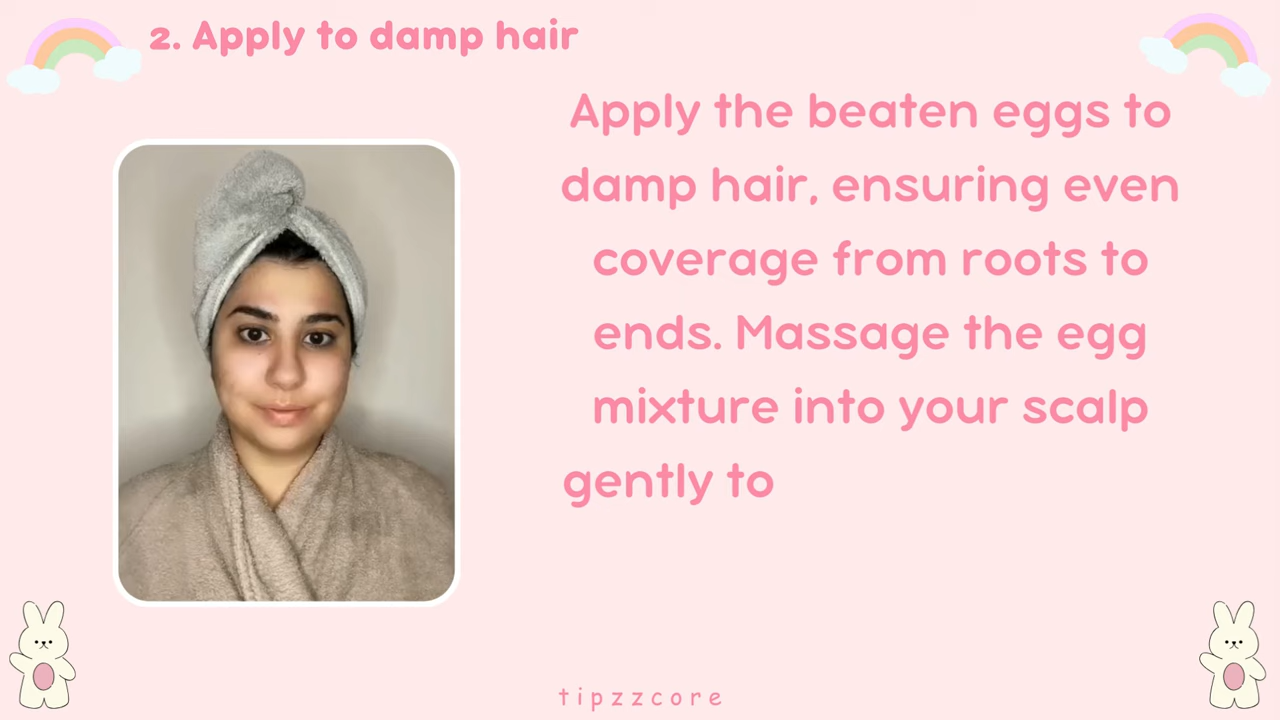 2. Apply to damp hair
Apply the beaten eggs to
damp hair, ensuring even
coverage from roots to
ends. Massage the egg
mixture into your scalp
gently to
tipzzcore